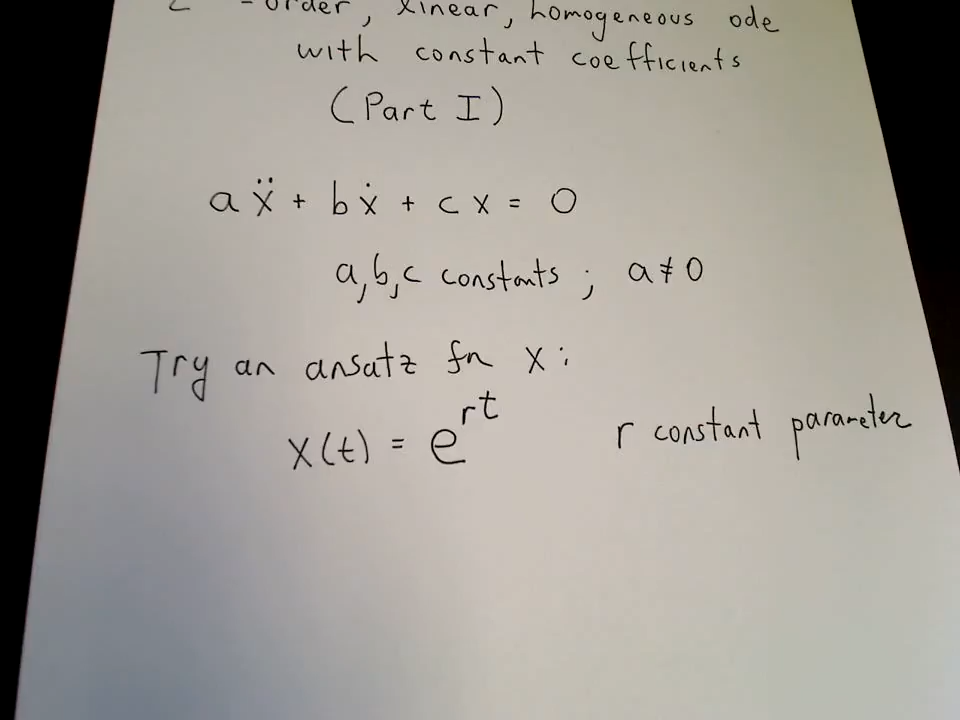 -order, Linear, homogeneous ode
with constant coefficients
(Part I)
aẍ + bẋ + cx = 0
a,b,c constants ; a≠0
Try an ansatz fn x:
x(t) = e^{rt} r constant parameter